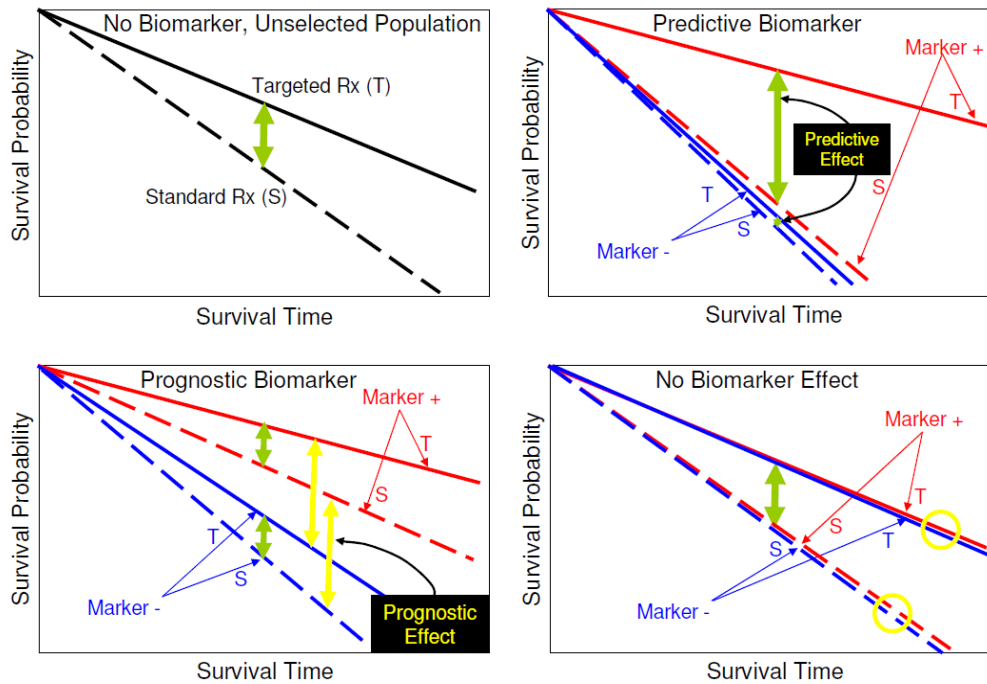 No Biomarker, Unselected Population
Targeted Rx (T)
Standard Rx (S)
Survival Probability
Survival Time
Predictive Biomarker
Marker +
T
Predictive
Effect
S
T
S
Marker -
Survival Probability
Survival Time
Prognostic Biomarker
Marker +
T
S
T
S
Marker -
Prognostic
Effect
Survival Probability
Survival Time
No Biomarker Effect
Marker +
T
S
T
S
Marker -
Survival Probability
Survival Time